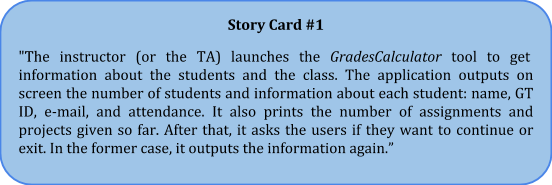 Story Card #1
"The instructor (or the TA) launches the GradesCalculator tool to get
information about the students and the class. The application outputs on
screen the number of students and information about each student: name, GT
ID, e-mail, and attendance. It also prints the number of assignments and
projects given so far. After that, it asks the users if they want to continue or
exit. In the former case, it outputs the information again.”